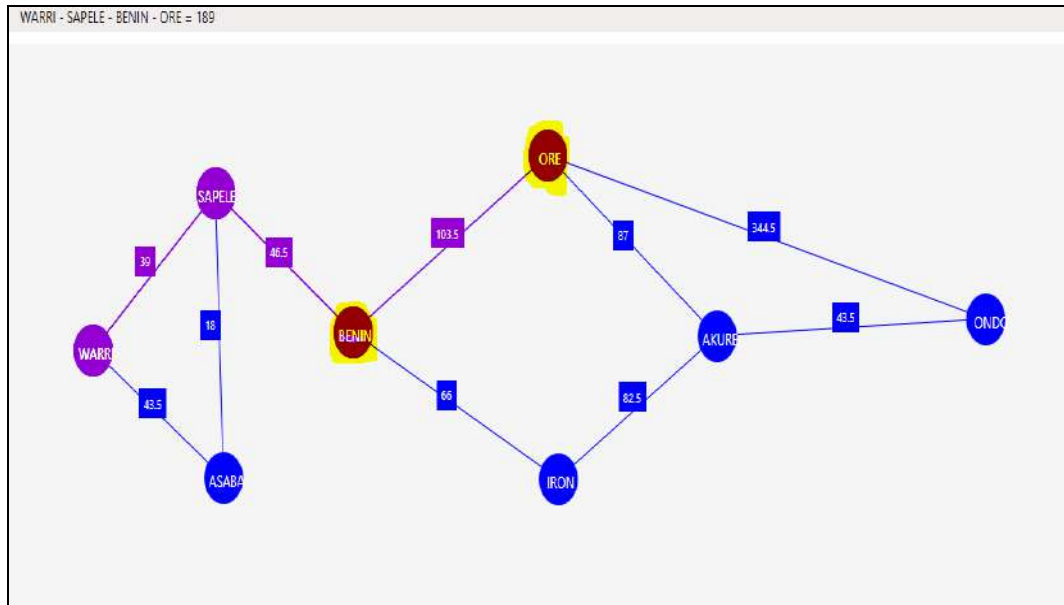 WARRI - SAPELE - BENIN - ORE = 189
ORE
SAPELE
103.5
87
344.5
46.5
39
18
43.5
ONDO
BENIN
AKURE
WARRI
66
82.5
43.5
ASABA
IRON